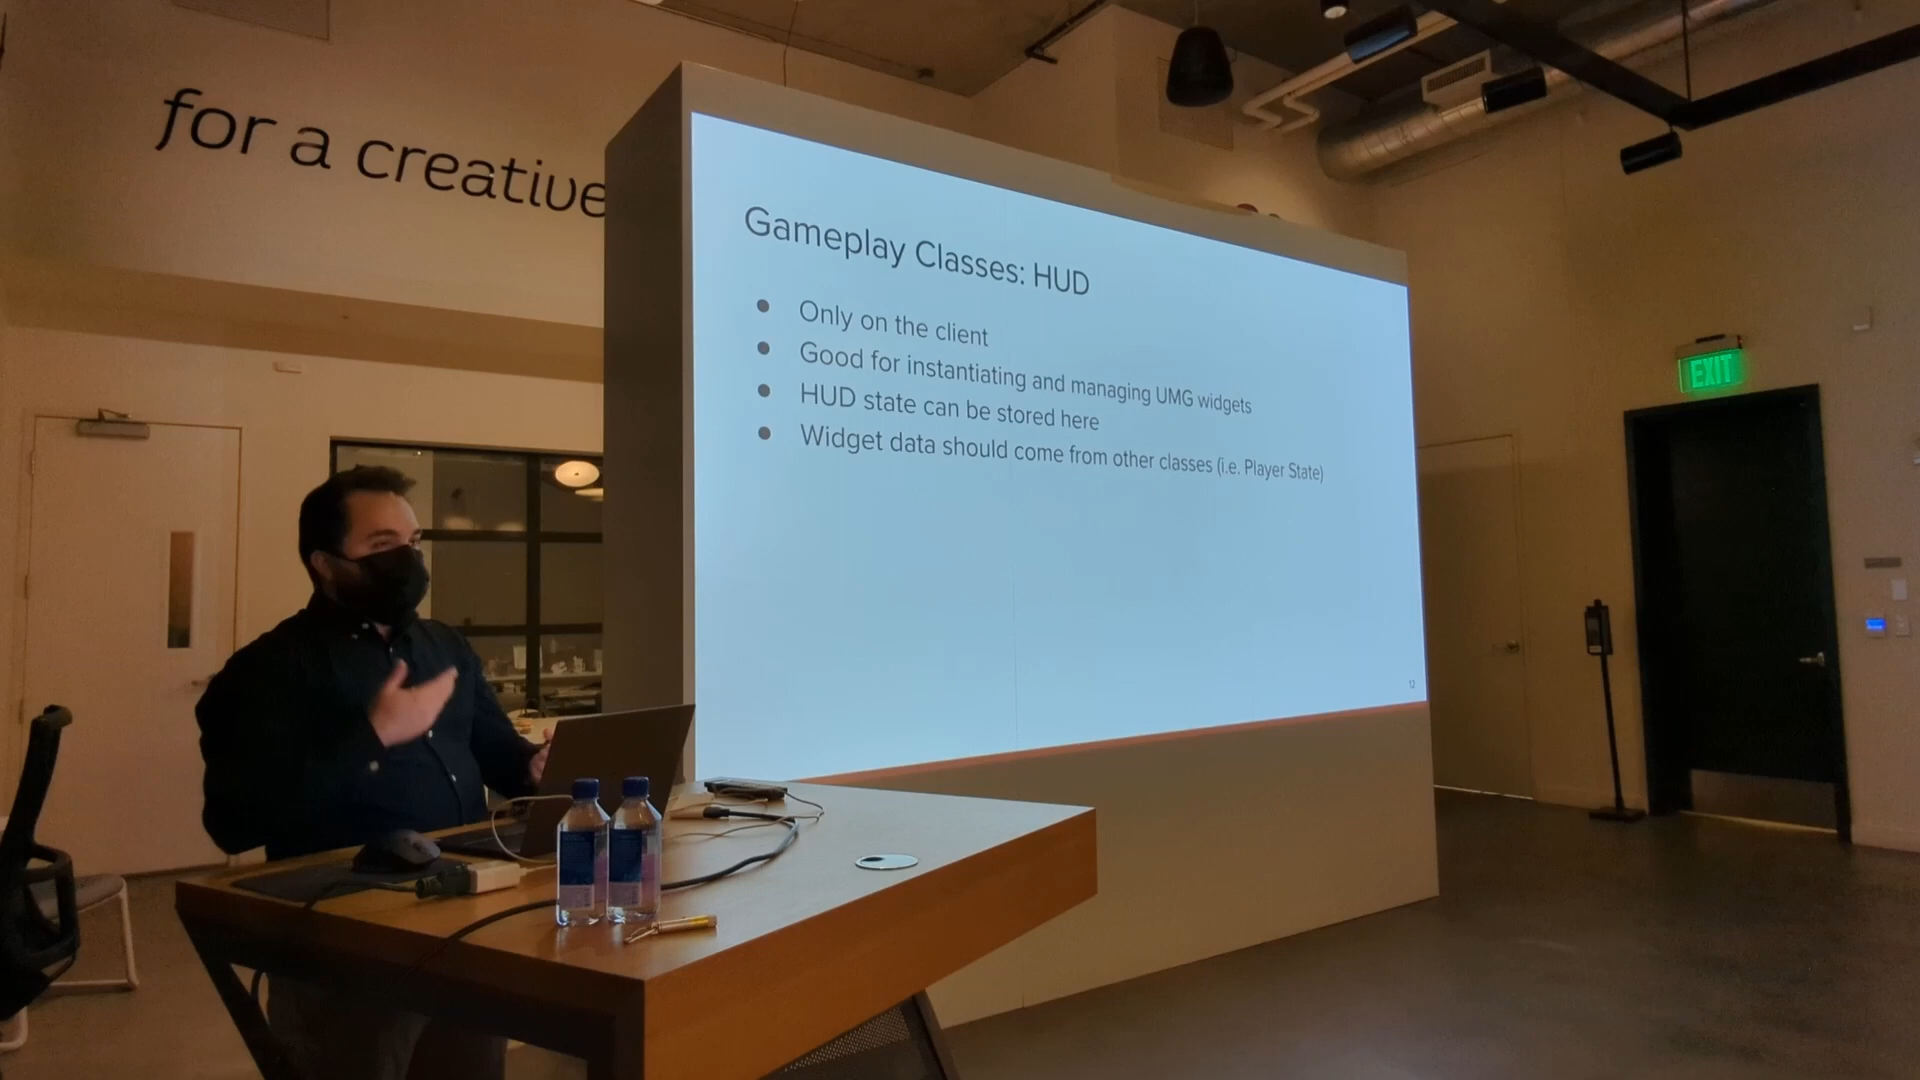 for a creative
Gameplay Classes: HUD
● Only on the client
● Good for instantiating and managing UMG widgets
● HUD state can be stored here
● Widget data should come from other classes (i.e. Player State)
12
EXIT